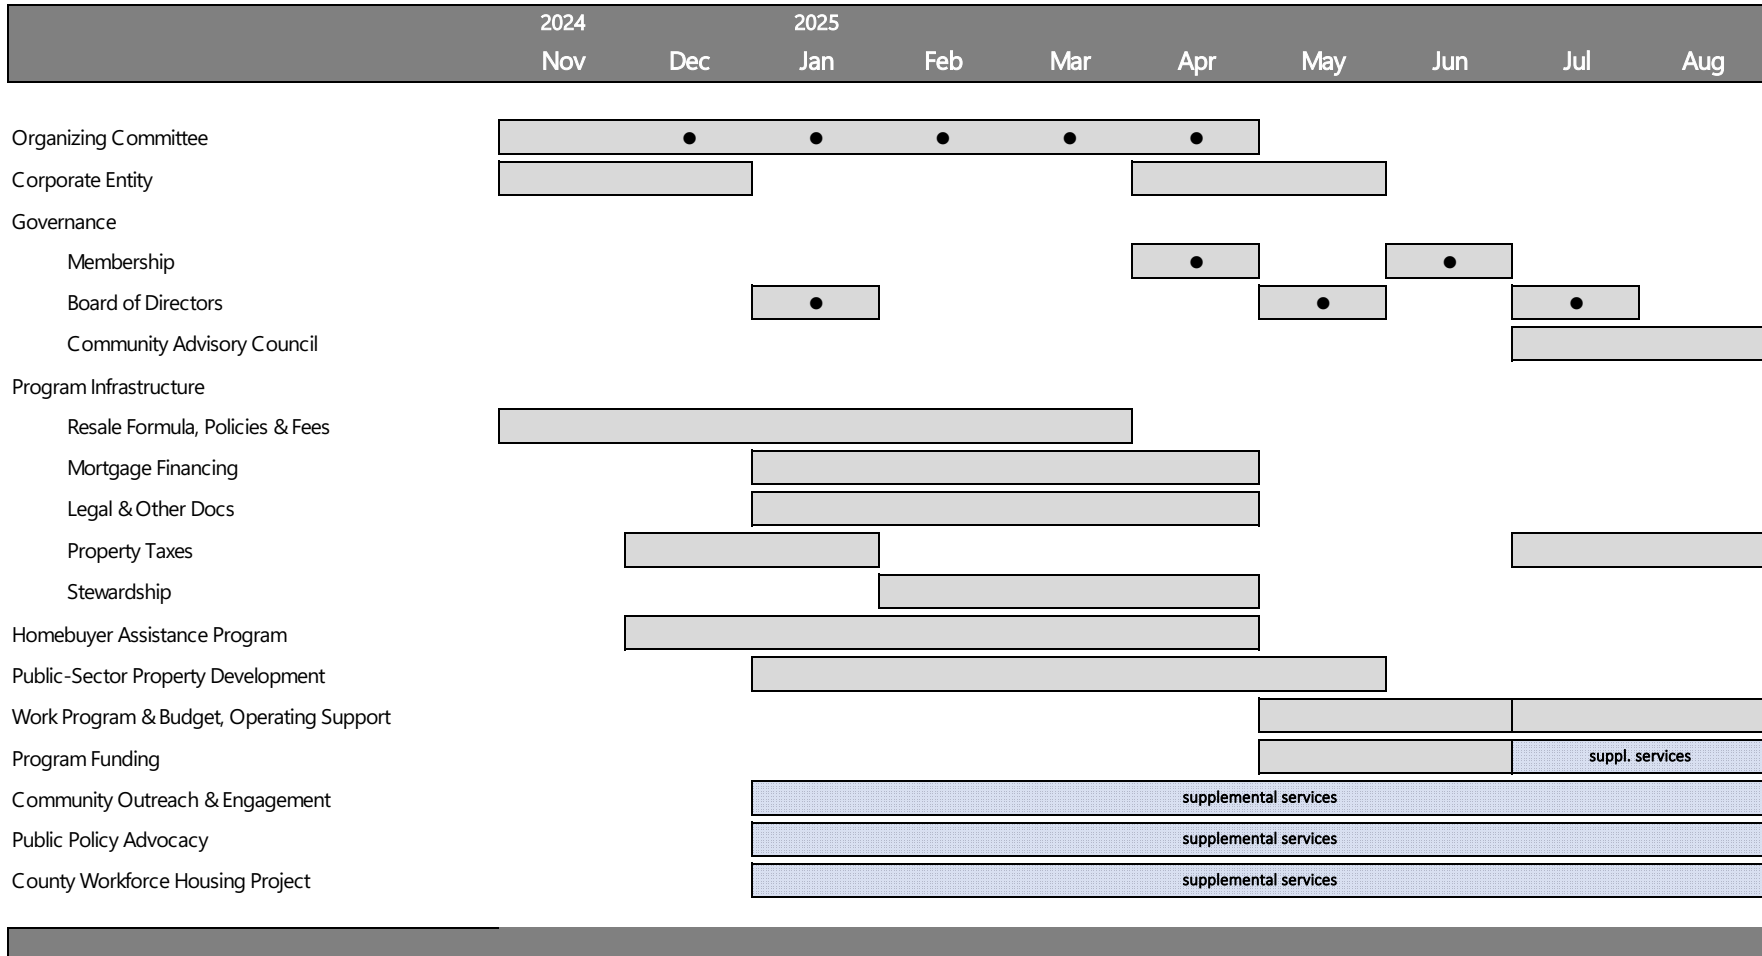 2024 2025
Nov Dec Jan Feb Mar Apr May Jun Jul Aug
Organizing Committee
Corporate Entity
Governance
Membership
Board of Directors
Community Advisory Council
Program Infrastructure
Resale Formula, Policies & Fees
Mortgage Financing
Legal & Other Docs
Property Taxes
Stewardship
Homebuyer Assistance Program
Public-Sector Property Development
Work Program & Budget, Operating Support
Program Funding suppl. services
Community Outreach & Engagement supplemental services
Public Policy Advocacy supplemental services
County Workforce Housing Project supplemental services